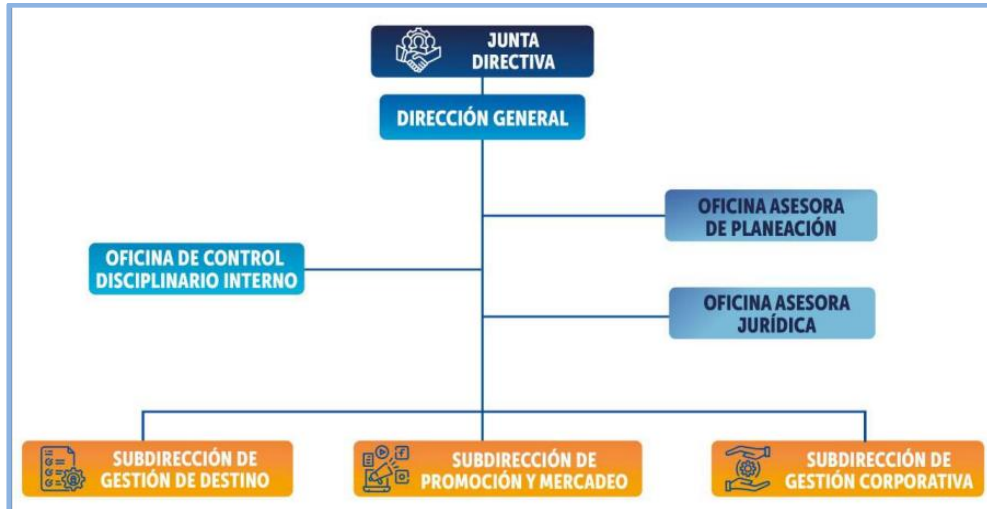 JUNTA
DIRECTIVA
DIRECCIÓN GENERAL
OFICINA ASESORA
DE PLANEACIÓN
OFICINA DE CONTROL
DISCIPLINARIO INTERNO
OFICINA ASESORA
JURÍDICA
SUBDIRECCIÓN DE
GESTIÓN DE DESTINO
SUBDIRECCIÓN DE
PROMOCIÓN Y MERCADEO
SUBDIRECCIÓN DE
GESTIÓN CORPORATIVA